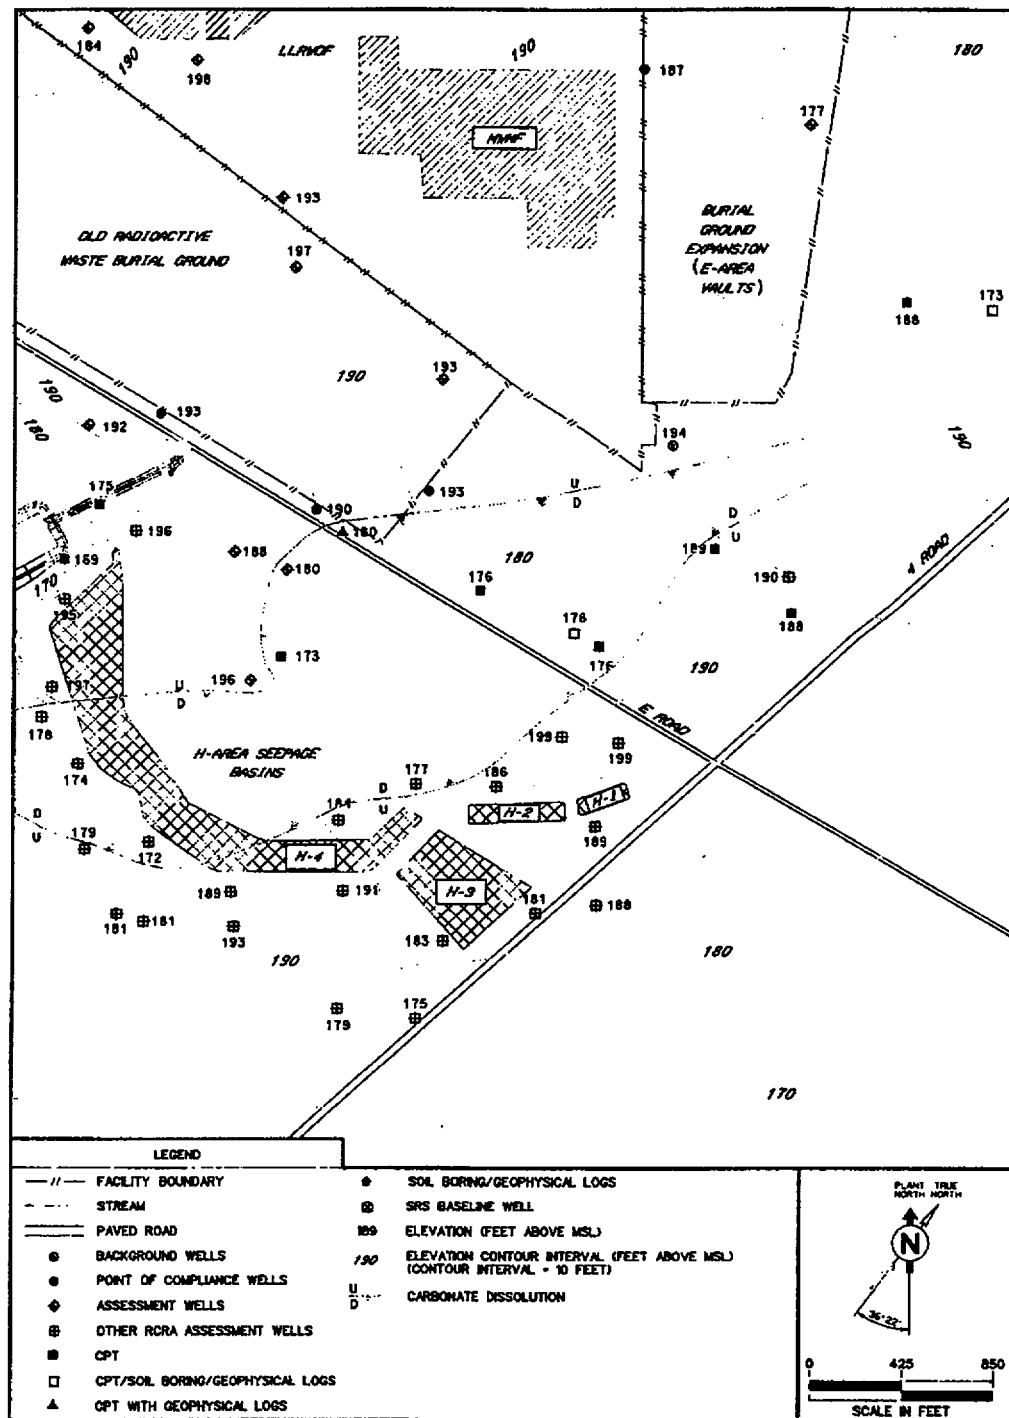 184
190
198
LLRWDF
190
187
180
MWMF
177
193
197
OLD RADIOACTIVE
WASTE BURIAL GROUND
BURIAL
GROUND
EXPANSION
(E-AREA
VAULTS)
188
173
190
193
190
180
192
193
194
190
175
190
193
180
U
D
196
188
180
180
D
U
189
169
170
195
176
190
188
4 ROAD
176
176
173
190
197
196
U
D
178
E ROAD
199
199
H-AREA SEEPAGE
BASINS
174
177
186
D
U
184
H-2
H-1
189
D
U
179
172
H-4
H-3
189
191
181
188
181
181
193
183
190
180
179
175
170
LEGEND
FACILITY BOUNDARY
STREAM
PAVED ROAD
BACKGROUND WELLS
POINT OF COMPLIANCE WELLS
ASSESSMENT WELLS
OTHER RCRA ASSESSMENT WELLS
CPT
CPT/SOIL BORING/GEOPHYSICAL LOGS
CPT WITH GEOPHYSICAL LOGS
SOIL BORING/GEOPHYSICAL LOGS
SRS BASELINE WELL
189 ELEVATION (FEET ABOVE MSL)
190 ELEVATION CONTOUR INTERVAL (FEET ABOVE MSL)
(CONTOUR INTERVAL = 10 FEET)
U
D CARBONATE DISSOLUTION
PLANT TRUE
NORTH NORTH
N
36°22'
0 425 850
SCALE IN FEET